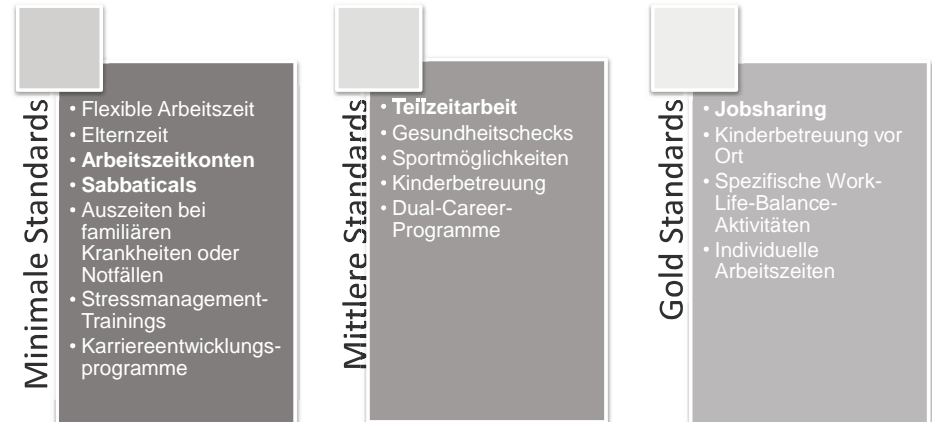 Minimale Standards
• Flexible Arbeitszeit
• Elternzeit
• Arbeitszeitkonten
• Sabbaticals
• Auszeiten bei
familiären
Krankheiten oder
Notfällen
• Stressmanagement-
Trainings
• Karriereentwicklungs-
programme
Mittlere Standards
• Teilzeitarbeit
• Gesundheitschecks
• Sportmöglichkeiten
• Kinderbetreuung
• Dual-Career-
Programme
Gold Standards
• Jobsharing
• Kinderbetreuung vor
Ort
• Spezifische Work-
Life-Balance-
Aktivitäten
• Individuelle
Arbeitszeiten